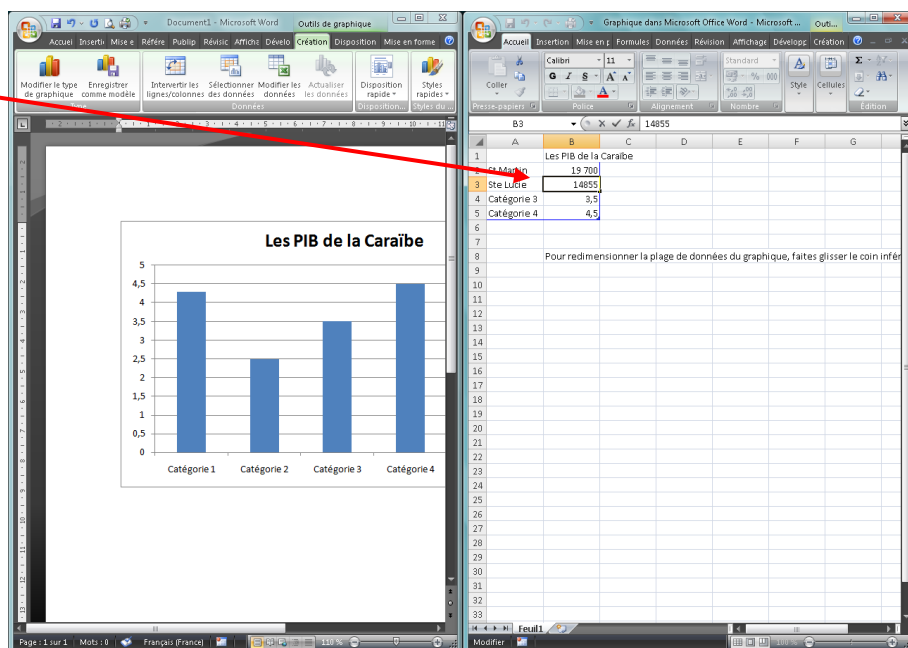 Document1 - Microsoft Word
Outils de graphique
Accuei Insertio Mise e Référe Publip Révisic Affiche Dévelo Création Disposition Mise en forme
Modifier le type de graphique
Enregistrer comme modèle
Intervertir les lignes/colonnes
Sélectionner des données
Modifier les données
Actualiser les données
Disposition rapide
Styles rapides
Type
Données
Disposition...
Styles du ...
Les PIB de la Caraïbe
5
4,5
4
3,5
3
2,5
2
1,5
1
0,5
0
Catégorie 1 Catégorie 2 Catégorie 3 Catégorie 4
Page : 1 sur 1 Mots : 0 Français (France) 110 %
Graphique dans Microsoft Office Word - Microsoft ...
Outi...
Accueil Insertion Mise en p Formules Données Révision Affichage Développ Création
Coller
Calibri 11
G I S
Standard
% 000
Style
Cellules
Presse-papiers Police Alignement Nombre Édition
B3 14855
A B C D E F G
1 Les PIB de la Caraïbe
2 St Martin 19 700
3 Ste Lucie 14855
4 Catégorie 3 3,5
5 Catégorie 4 4,5
6
7
8 Pour redimensionner la plage de données du graphique, faites glisser le coin infér
9
10
11
12
13
14
15
16
17
18
19
20
21
22
23
24
25
26
27
28
29
30
31
32
33
Feuil1
Modifier 100 %